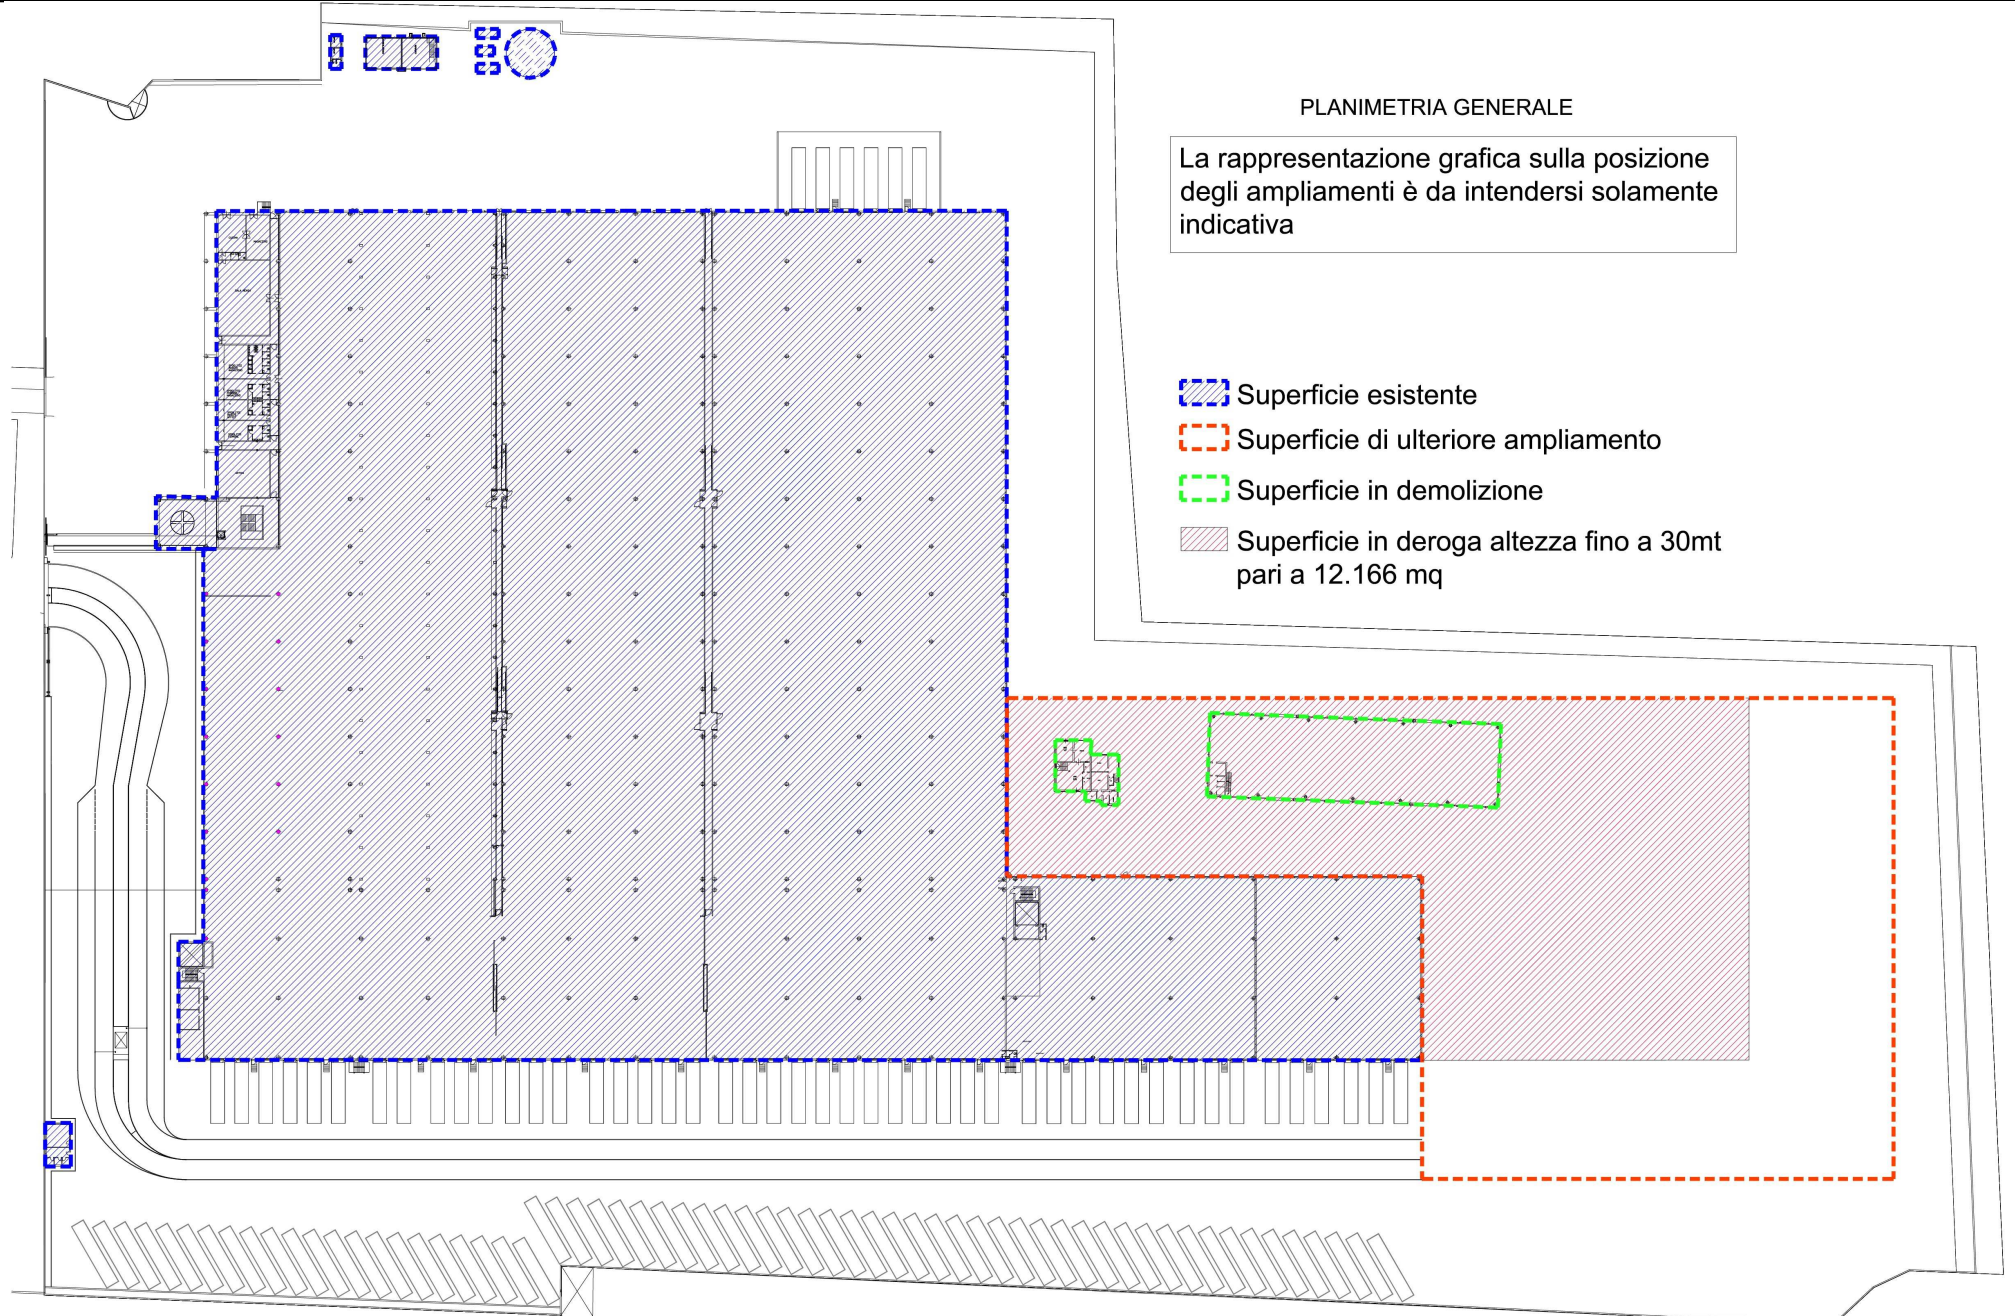 PLANIMETRIA GENERALE
La rappresentazione grafica sulla posizione
degli ampliamenti è da intendersi solamente
indicativa
Superficie esistente
Superficie di ulteriore ampliamento
Superficie in demolizione
Superficie in deroga altezza fino a 30mt
pari a 12.166 mq